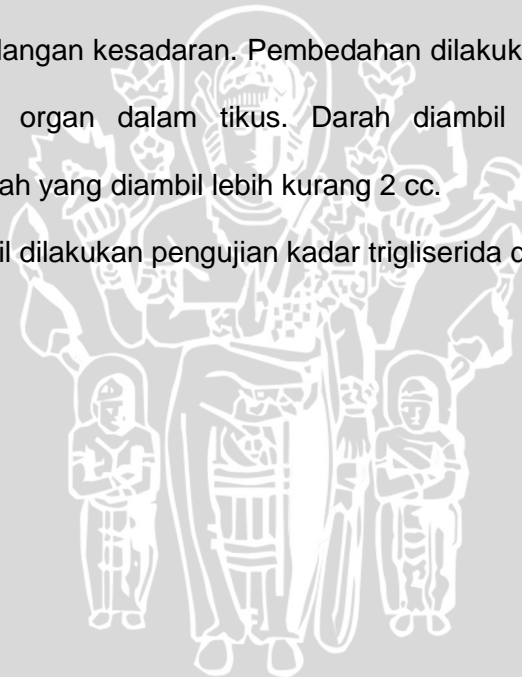 langan kesadaran. Pembedahan dilakuk
organ dalam tikus. Darah diambil
ah yang diambil lebih kurang 2 cc.
il dilakukan pengujian kadar trigliserida d